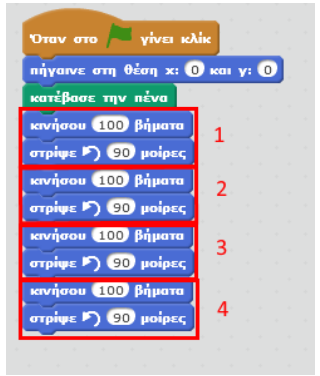 Όταν στο γίνει κλικ
πήγαινε στη θέση x: 0 και y: 0
κατέβασε την πένα
κινήσου 100 βήματα
στρίψε 90 μοίρες
1
κινήσου 100 βήματα
στρίψε 90 μοίρες
2
κινήσου 100 βήματα
στρίψε 90 μοίρες
3
κινήσου 100 βήματα
στρίψε 90 μοίρες
4